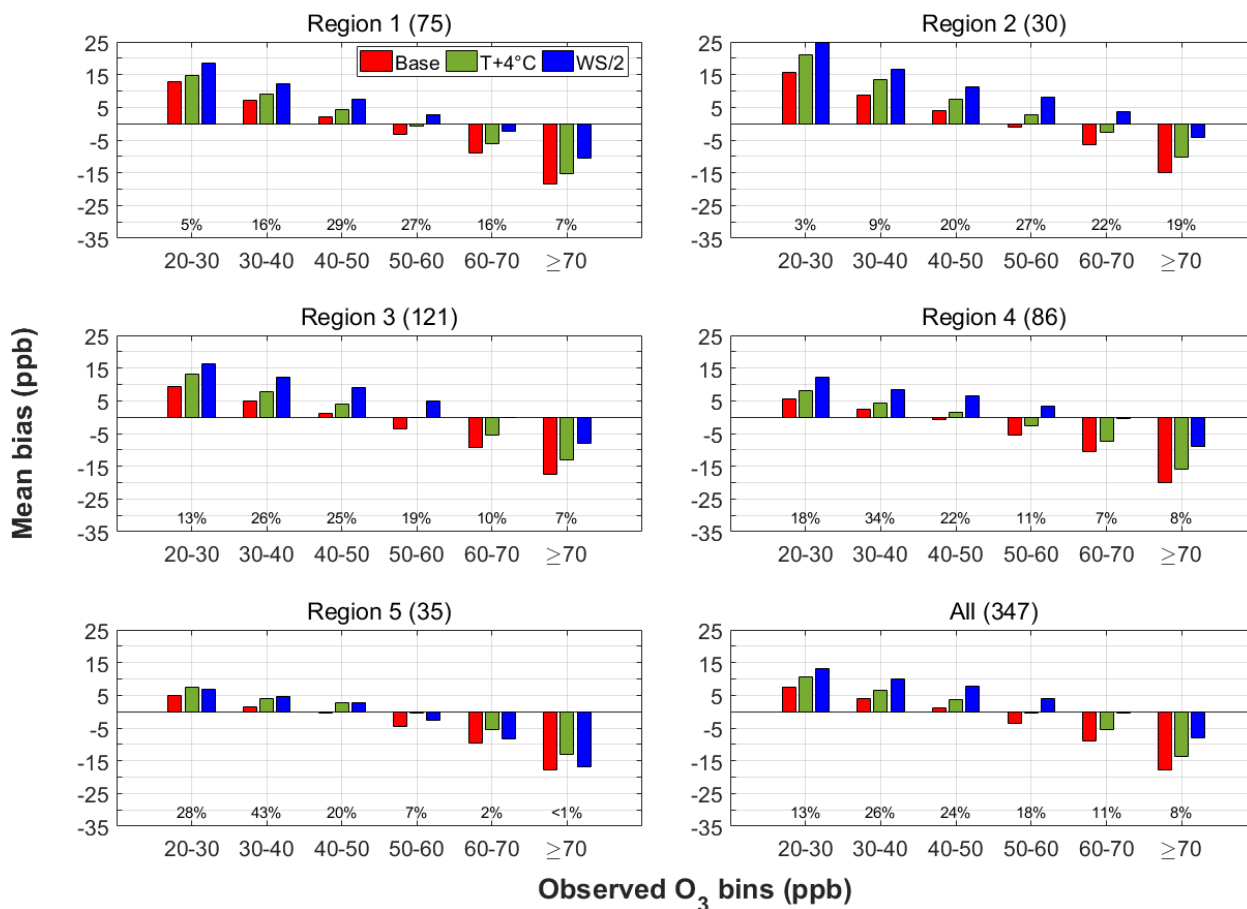 Region 1 (75)
25
15
5
-5
-15
-25
-35
Base T+4°C WS/2
5% 16% 29% 27% 16% 7%
20-30 30-40 40-50 50-60 60-70 ≥70
Region 2 (30)
25
15
5
-5
-15
-25
-35
3% 9% 20% 27% 22% 19%
20-30 30-40 40-50 50-60 60-70 ≥70
Mean bias (ppb)
Region 3 (121)
25
15
5
-5
-15
-25
-35
13% 26% 25% 19% 10% 7%
20-30 30-40 40-50 50-60 60-70 ≥70
Region 4 (86)
25
15
5
-5
-15
-25
-35
18% 34% 22% 11% 7% 8%
20-30 30-40 40-50 50-60 60-70 ≥70
Region 5 (35)
25
15
5
-5
-15
-25
-35
28% 43% 20% 7% 2% <1%
20-30 30-40 40-50 50-60 60-70 ≥70
All (347)
25
15
5
-5
-15
-25
-35
13% 26% 24% 18% 11% 8%
20-30 30-40 40-50 50-60 60-70 ≥70
Observed O₃ bins (ppb)